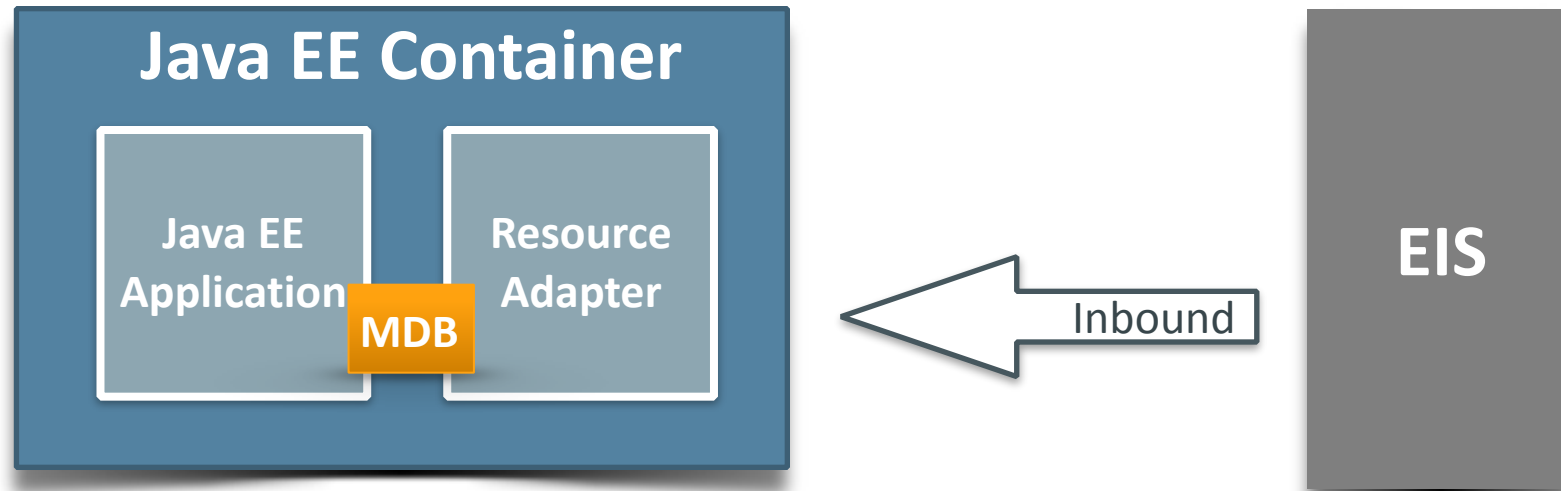 Java EE Container
Java EE
Application
Resource
Adapter
MDB
Inbound
EIS